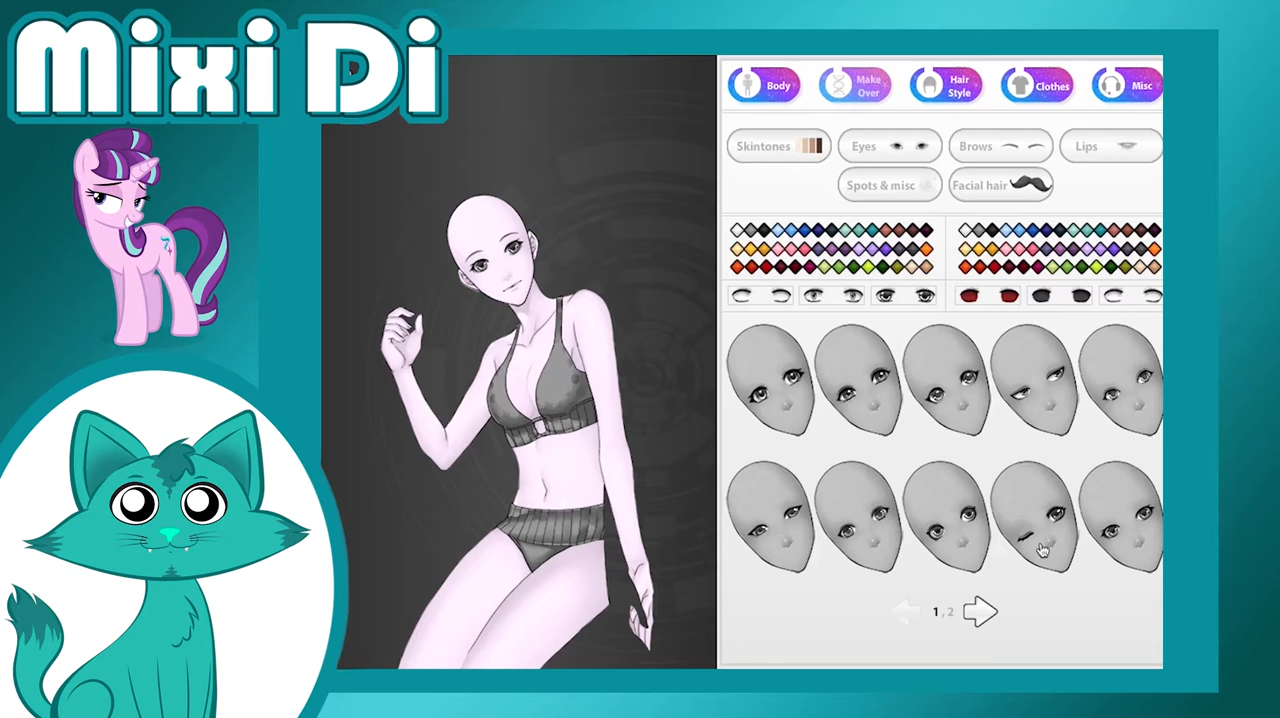 Mixi Di
Body
Make Over
Hair Style
Clothes
Misc
Skintones
Eyes
Brows
Lips
Spots & misc
Facial hair
1 , 2